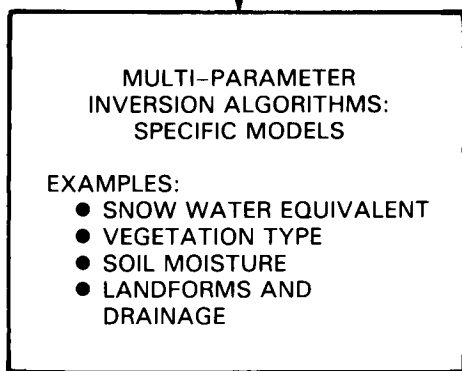 MULTI-PARAMETER
INVERSION ALGORITHMS:
SPECIFIC MODELS
EXAMPLES:
● SNOW WATER EQUIVALENT
● VEGETATION TYPE
● SOIL MOISTURE
● LANDFORMS AND
DRAINAGE